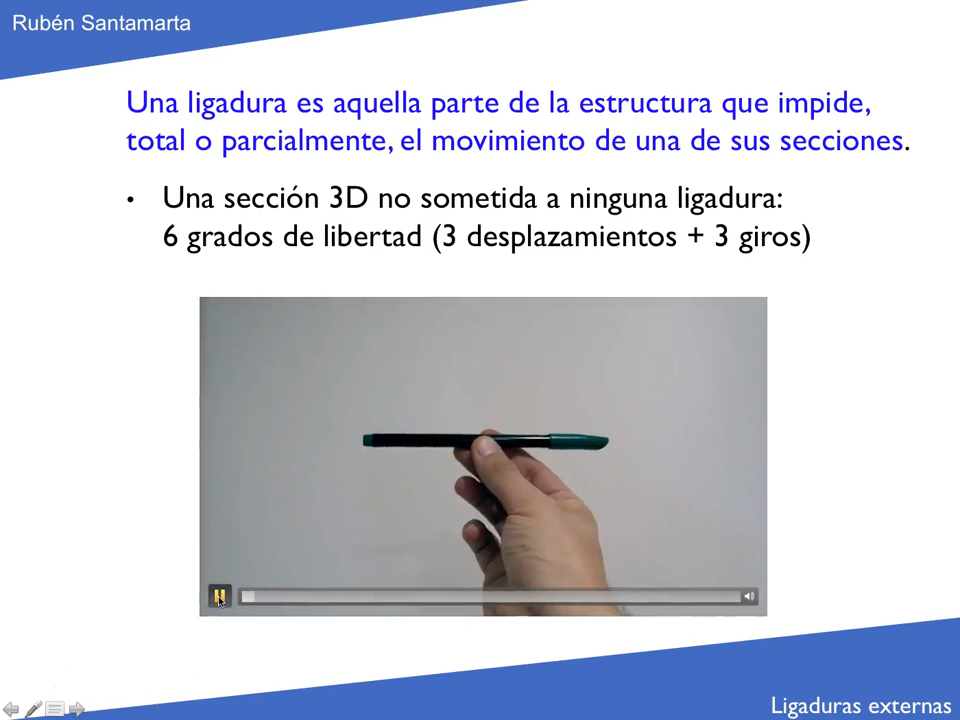 Rubén Santamarta
Una ligadura es aquella parte de la estructura que impide,
total o parcialmente, el movimiento de una de sus secciones.
• Una sección 3D no sometida a ninguna ligadura:
6 grados de libertad (3 desplazamientos + 3 giros)
Ligaduras externas